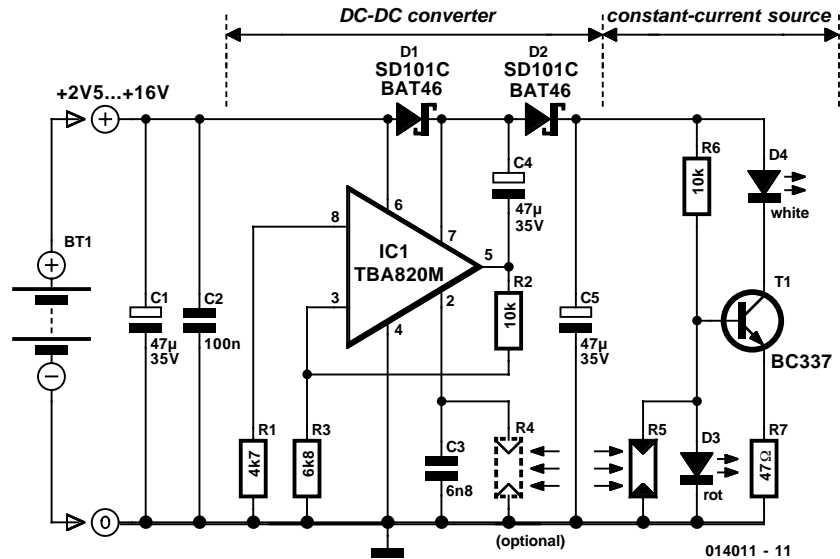 DC-DC converter
constant-current source
D1
SD101C
BAT46
D2
SD101C
BAT46
+2V5...+16V
+
R6
10k
D4
white
C4
47µ
35V
6
8
7
IC1
TBA820M
5
BT1
+
R2
10k
T1
BC337
3
2
4
C1
47µ
35V
C2
100n
C5
47µ
35V
−
R1
4k7
R3
6k8
C3
6n8
R4
R5
D3
rot
R7
47Ω
0
(optional)
014011 - 11